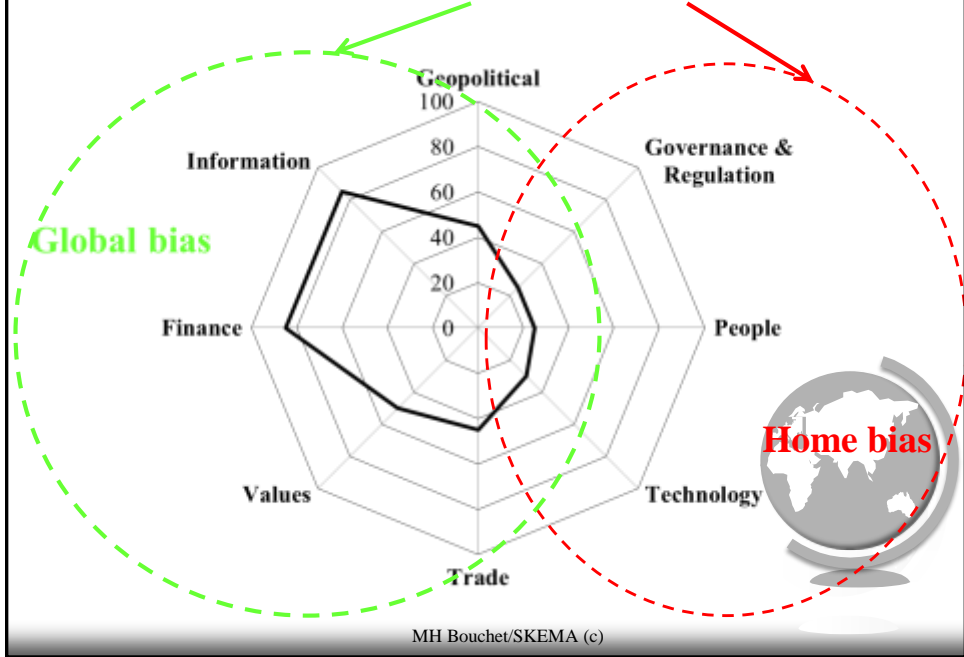 Geopolitical
100
80
60
40
20
0
Information
Governance &
Regulation
Global bias
Finance
People
Home bias
Values
Technology
Trade
MH Bouchet/SKEMA (c)